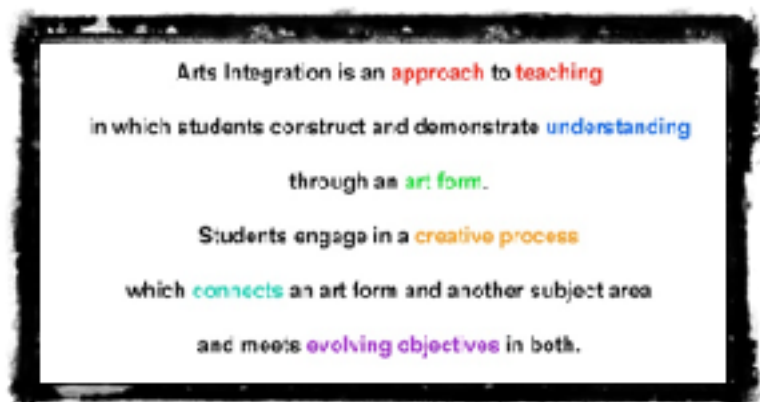 Arts Integration is an approach to teaching
in which students construct and demonstrate understanding
through an art form.
Students engage in a creative process
which connects an art form and another subject area
and meets evolving objectives in both.